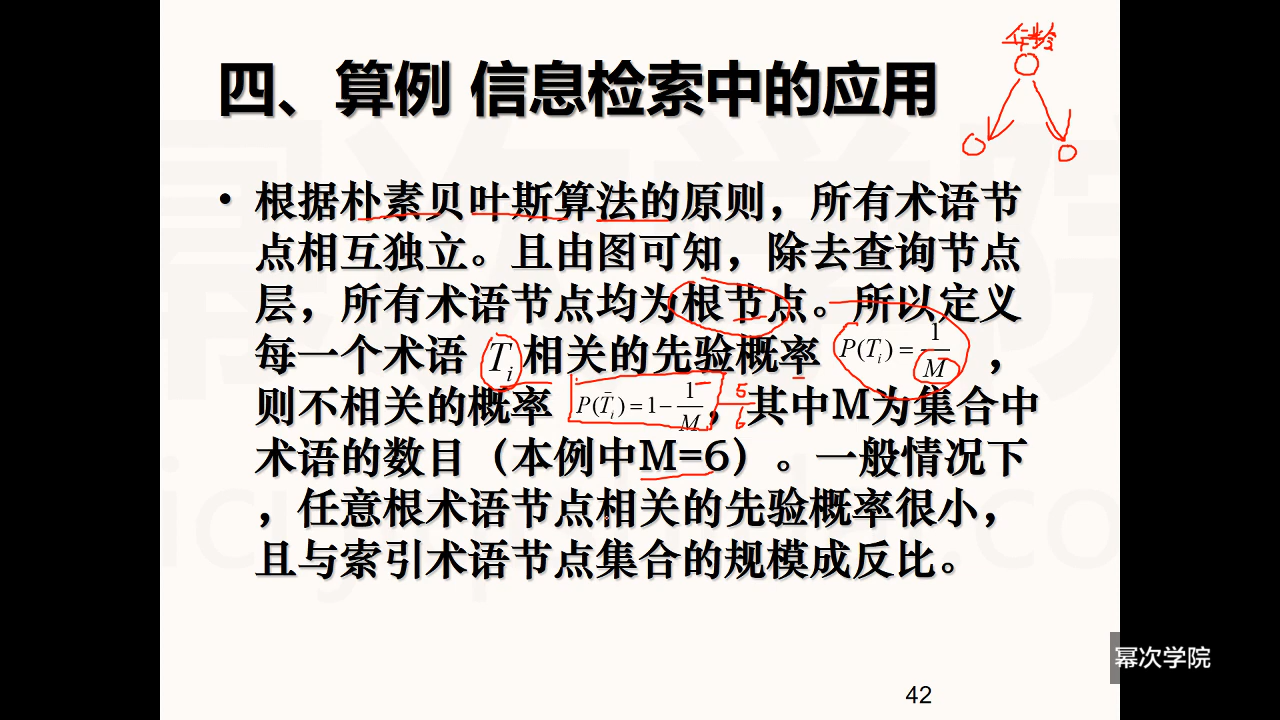 年龄
四、算例 信息检索中的应用
• 根据朴素贝叶斯算法的原则，所有术语节
点相互独立。且由图可知，除去查询节点
层，所有术语节点均为根节点。所以定义
每一个术语 T_i 相关的先验概率 P(T_i) = 1/M ，
则不相关的概率 P(T̄_i) = 1 − 1/M ，其中M为集合中 5/6
术语的数目（本例中M=6）。一般情况下
，任意根术语节点相关的先验概率很小，
且与索引术语节点集合的规模成反比。
幂次学院
42